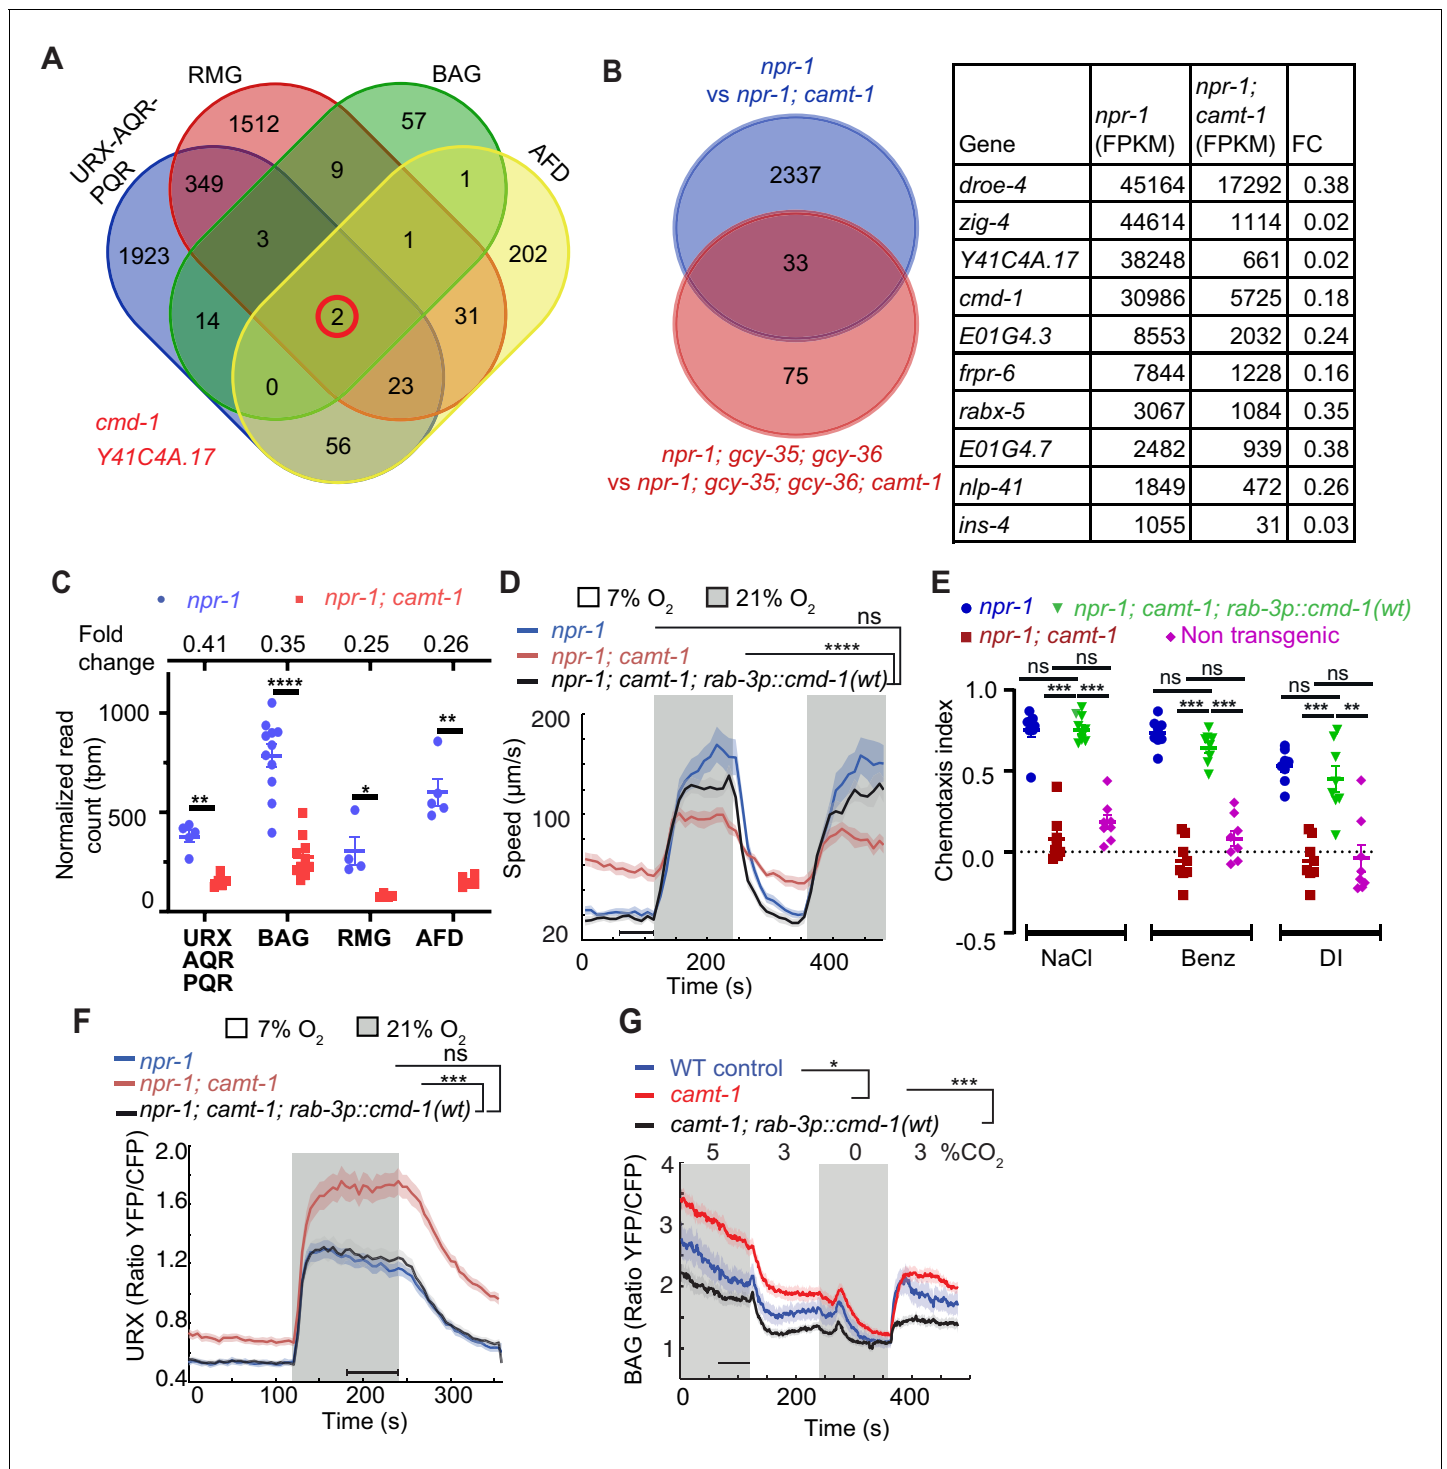 A
RMG
BAG
URX-AQR-
PQR
AFD
1512
57
349
9
1
1923
3
1
202
14
2
31
0
23
56
cmd-1
Y41C4A.17
B
npr-1
vs npr-1; camt-1
2337
33
75
npr-1; gcy-35; gcy-36
vs npr-1; gcy-35; gcy-36; camt-1
Gene npr-1 (FPKM) npr-1; camt-1 (FPKM) FC
droe-4 45164 17292 0.38
zig-4 44614 1114 0.02
Y41C4A.17 38248 661 0.02
cmd-1 30986 5725 0.18
E01G4.3 8553 2032 0.24
frpr-6 7844 1228 0.16
rabx-5 3067 1084 0.35
E01G4.7 2482 939 0.38
nlp-41 1849 472 0.26
ins-4 1055 31 0.03
C
npr-1 npr-1; camt-1
Fold change 0.41 0.35 0.25 0.26
Normalized read count (tpm)
1000
500
0
** **** * **
URX AQR PQR
BAG
RMG
AFD
D
7% O2 21% O2
npr-1
npr-1; camt-1
npr-1; camt-1; rab-3p::cmd-1(wt)
ns
****
Speed (µm/s)
200
100
20
0 200 400
Time (s)
E
npr-1 npr-1; camt-1; rab-3p::cmd-1(wt)
npr-1; camt-1 Non transgenic
ns ns *** ***
ns ns *** ***
ns ns *** **
Chemotaxis index
1.0
0.5
0.0
-0.5
NaCl Benz DI
F
7% O2 21% O2
npr-1
npr-1; camt-1
npr-1; camt-1; rab-3p::cmd-1(wt)
ns
***
URX (Ratio YFP/CFP)
2.0
1.6
1.2
0.8
0.4
0 100 200 300
Time (s)
G
WT control
camt-1
camt-1; rab-3p::cmd-1(wt)
*
***
5 3 0 3 %CO2
BAG (Ratio YFP/CFP)
4
3
2
1
0 200 400
Time (s)